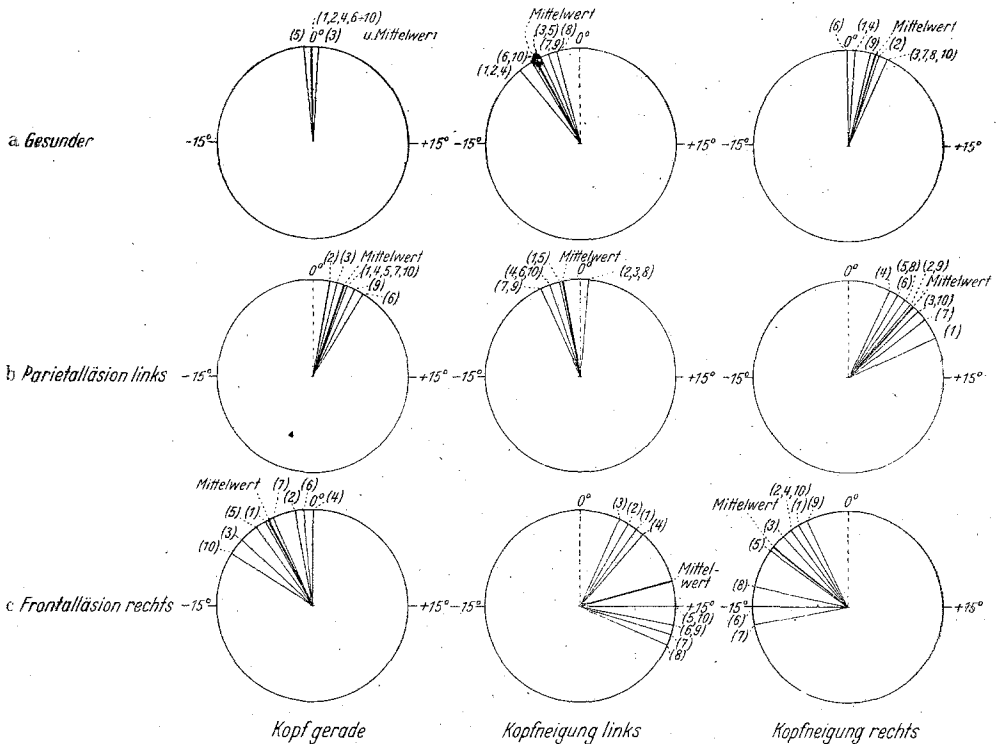 (1,2,4,6÷10)
(5) 0° (3) u. Mittelwert
-15° +15°
Mittelwert
(3,5) (8) 0°
(7,9)
(6,10)
(1,2,4)
-15° +15°
(6) (1,4) Mittelwert
0° (9) (2)
(3,7,8,10)
-15° +15°
a Gesunder
0° (2) (3) Mittelwert
(1,4,5,7,10)
(9)
(6)
-15° +15°
(1,5) Mittelwert
(4,6,10) 0° (2,3,8)
(7,9)
-15° +15°
0° (4) (5,8) (2,9)
(6) Mittelwert
(3,10)
(7)
(1)
-15° +15°
b Parietalläsion links
Mittelwert (7) (6)
(2) 0° (4)
(5) (1)
(3)
(10)
-15° +15°
0°
(3) (2) (1)
(4)
Mittel-
wert
-15° +15°
(5,10)
(6,9)
(7)
(8)
(2,4,10) 0°
Mittelwert (1) (9)
(3)
(5)
(8)
-15° +15°
(6)
(7)
c Frontalläsion rechts
Kopf gerade
Kopfneigung links
Kopfneigung rechts